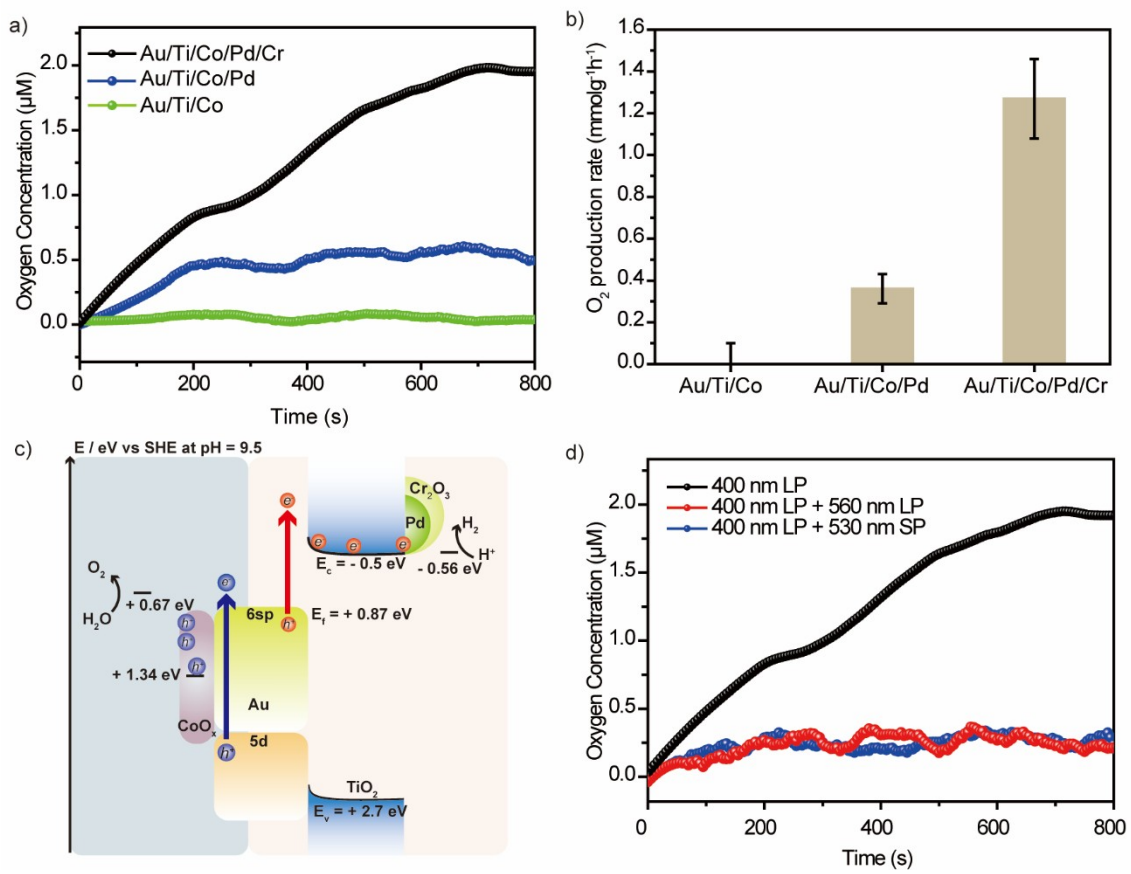 a)
Au/Ti/Co/Pd/Cr
Au/Ti/Co/Pd
Au/Ti/Co
Oxygen Concentration (µM)
2.0
1.5
1.0
0.5
0.0
0
200
400
600
800
Time (s)
b)
O₂ production rate (mmolg⁻¹h⁻¹)
1.6
1.4
1.2
1.0
0.8
0.6
0.4
0.2
0.0
Au/Ti/Co
Au/Ti/Co/Pd
Au/Ti/Co/Pd/Cr
c)
E / eV vs SHE at pH = 9.5
e
Cr₂O₃
Pd
H₂
H⁺
e
e
e
E_c = - 0.5 eV
- 0.56 eV
O₂
H₂O
+ 0.67 eV
e
6sp
h⁺
E_f = + 0.87 eV
h⁺
h⁺
h⁺
+ 1.34 eV
Au
CoOₓ
5d
h⁺
TiO₂
E_v = + 2.7 eV
d)
400 nm LP
400 nm LP + 560 nm LP
400 nm LP + 530 nm SP
Oxygen Concentration (µM)
2.0
1.5
1.0
0.5
0.0
0
200
400
600
800
Time (s)